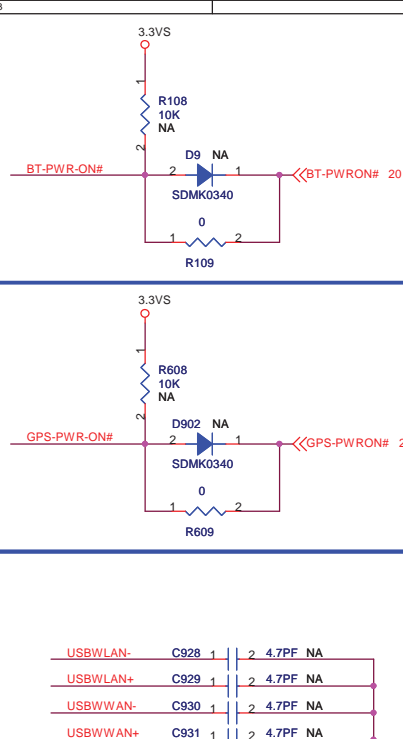 3.3VS
1
R108
10K
NA
2
D9 NA
BT-PWR-ON# 2 1 BT-PWRON# 20
SDMK0340
0
1 2
R109
3.3VS
1
R608
10K
NA
2
D902 NA
GPS-PWR-ON# 2 1 GPS-PWRON# 2
SDMK0340
0
1 2
R609
USBWLAN- C928 1 2 4.7PF NA
USBWLAN+ C929 1 2 4.7PF NA
USBWWAN- C930 1 2 4.7PF NA
USBWWAN+ C931 1 2 4.7PF NA